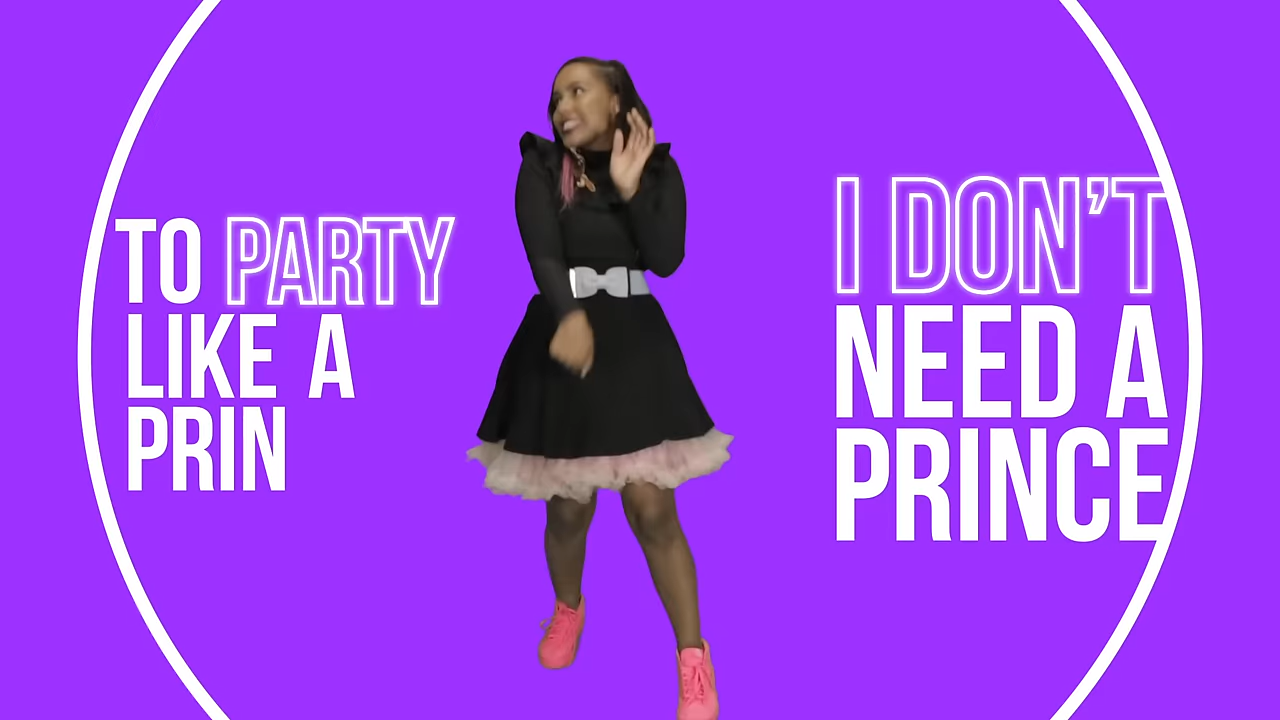 TO PARTY
LIKE A
PRIN
I DON’T
NEED A
PRINCE